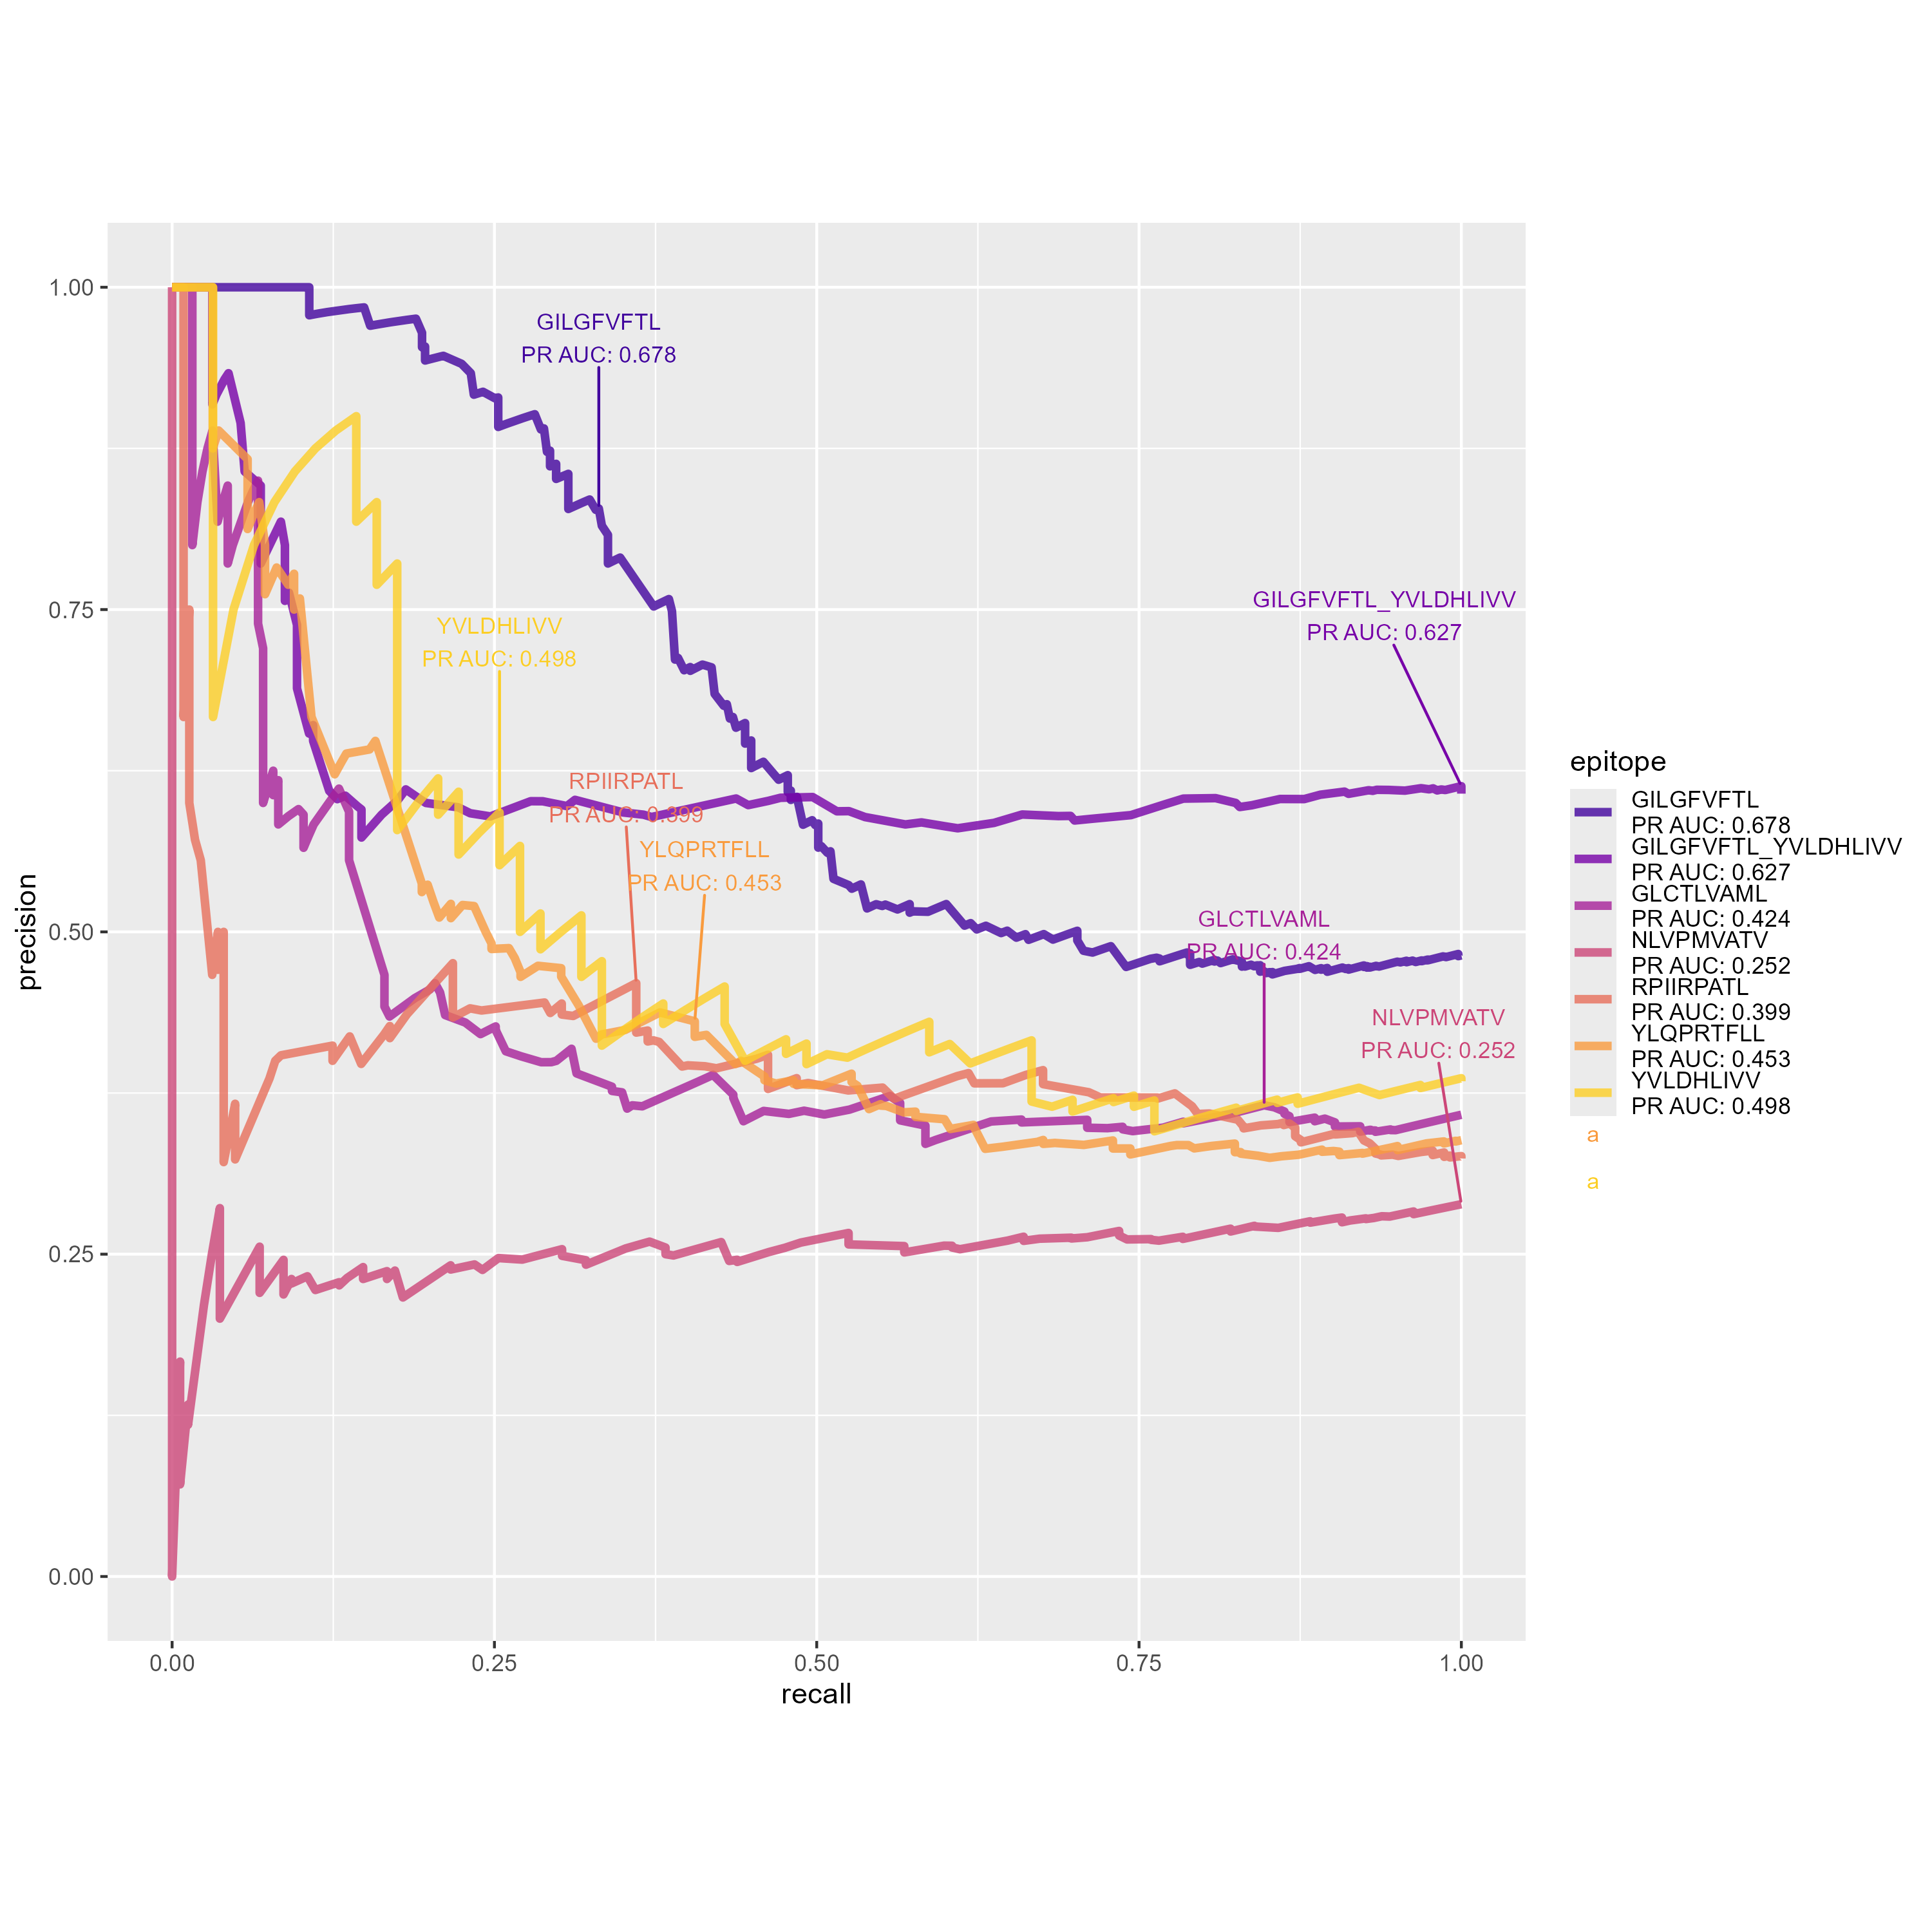 1.00
0.75
0.50
0.25
0.00
precision
0.00
0.25
0.50
0.75
1.00
recall
GILGFVFTL
PR AUC: 0.678
GILGFVFTL_YVLDHLIVV
PR AUC: 0.627
YVLDHLIVV
PR AUC: 0.498
RPIIRPATL
PR AUC: 0.399
YLQPRTFLL
PR AUC: 0.453
GLCTLVAML
PR AUC: 0.424
NLVPMVATV
PR AUC: 0.252
epitope
GILGFVFTL
PR AUC: 0.678
GILGFVFTL_YVLDHLIVV
PR AUC: 0.627
GLCTLVAML
PR AUC: 0.424
NLVPMVATV
PR AUC: 0.252
RPIIRPATL
PR AUC: 0.399
YLQPRTFLL
PR AUC: 0.453
YVLDHLIVV
PR AUC: 0.498
a
a